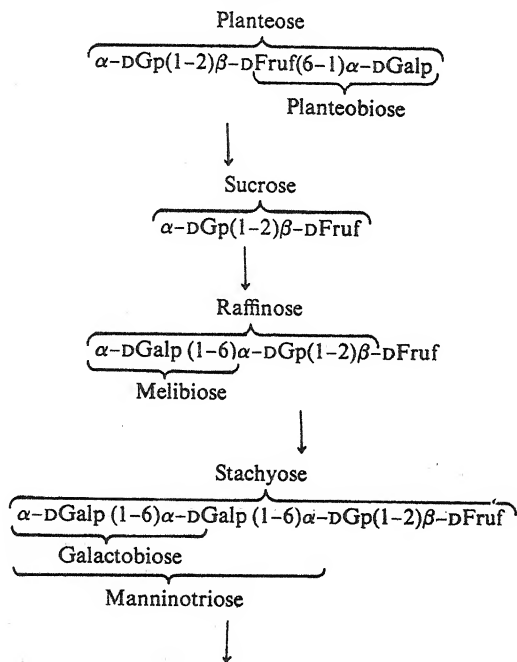 Planteose
α-DGp(1-2)β-DFruf(6-1)α-DGalp
Planteobiose
Sucrose
α-DGp(1-2)β-DFruf
Raffinose
α-DGalp (1-6)α-DGp(1-2)β-DFruf
Melibiose
Stachyose
α-DGalp (1-6)α-DGalp (1-6)α-DGp(1-2)β-DFruf
Galactobiose
Manninotriose